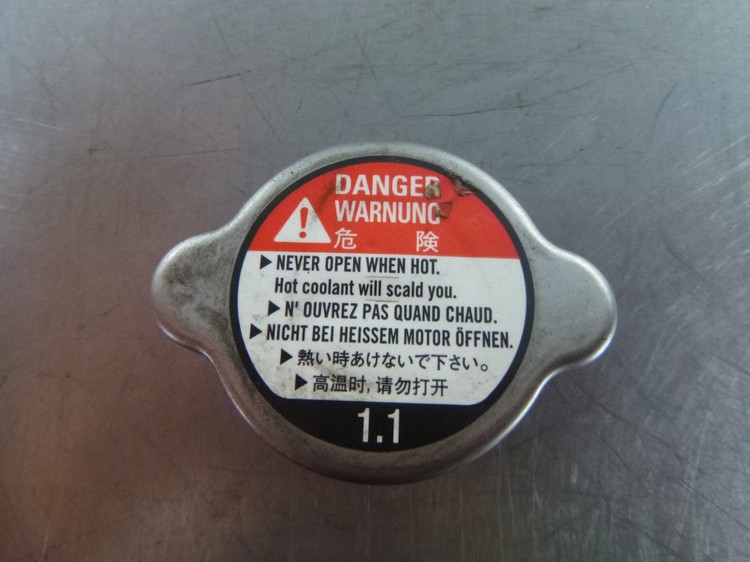 DANGER
WARNUNG
危 険
▶ NEVER OPEN WHEN HOT.
Hot coolant will scald you.
▶ N' OUVREZ PAS QUAND CHAUD.
▶ NICHT BEI HEISSEM MOTOR ÖFFNEN.
▶ 熱い時あけないで下さい。
▶ 高温时, 请勿打开
1.1